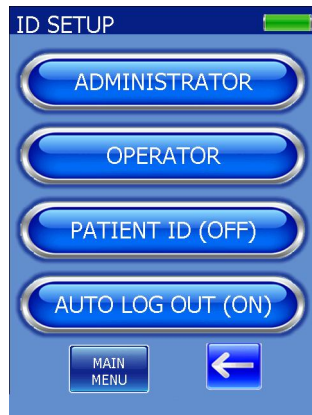 ID SETUP
ADMINISTRATOR
OPERATOR
PATIENT ID (OFF)
AUTO LOG OUT (ON)
MAIN
MENU